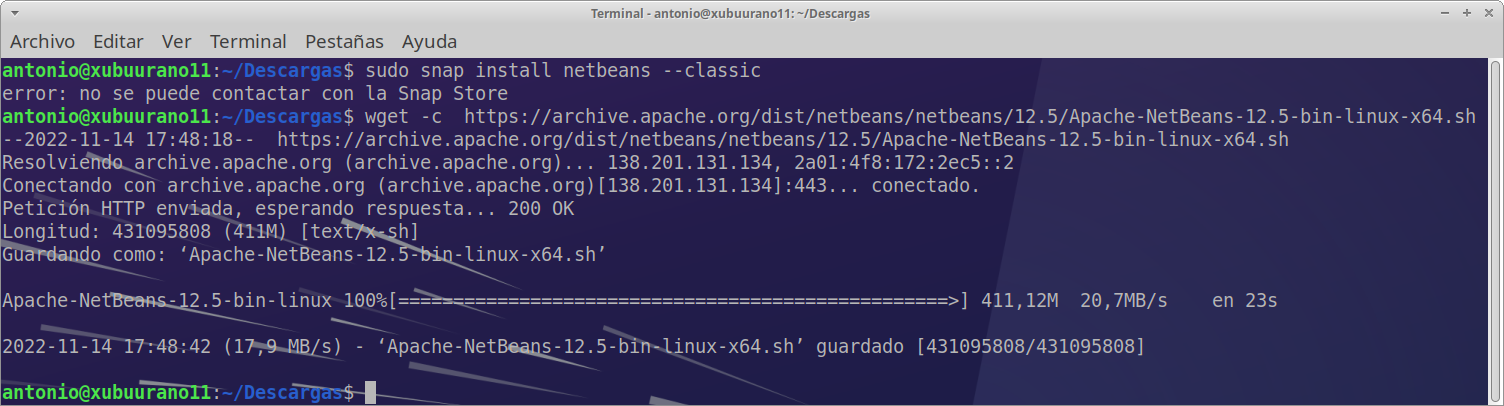 Terminal - antonio@xubuurano11: ~/Descargas
Archivo Editar Ver Terminal Pestañas Ayuda
antonio@xubuurano11:~/Descargas$ sudo snap install netbeans --classic
error: no se puede contactar con la Snap Store
antonio@xubuurano11:~/Descargas$ wget -c  https://archive.apache.org/dist/netbeans/netbeans/12.5/Apache-NetBeans-12.5-bin-linux-x64.sh
--2022-11-14 17:48:18--  https://archive.apache.org/dist/netbeans/netbeans/12.5/Apache-NetBeans-12.5-bin-linux-x64.sh
Resolviendo archive.apache.org (archive.apache.org)... 138.201.131.134, 2a01:4f8:172:2ec5::2
Conectando con archive.apache.org (archive.apache.org)[138.201.131.134]:443... conectado.
Petición HTTP enviada, esperando respuesta... 200 OK
Longitud: 431095808 (411M) [text/x-sh]
Guardando como: ‘Apache-NetBeans-12.5-bin-linux-x64.sh’
Apache-NetBeans-12.5-bin-linux 100%[==================================================>] 411,12M  20,7MB/s    en 23s
2022-11-14 17:48:42 (17,9 MB/s) - ‘Apache-NetBeans-12.5-bin-linux-x64.sh’ guardado [431095808/431095808]
antonio@xubuurano11:~/Descargas$